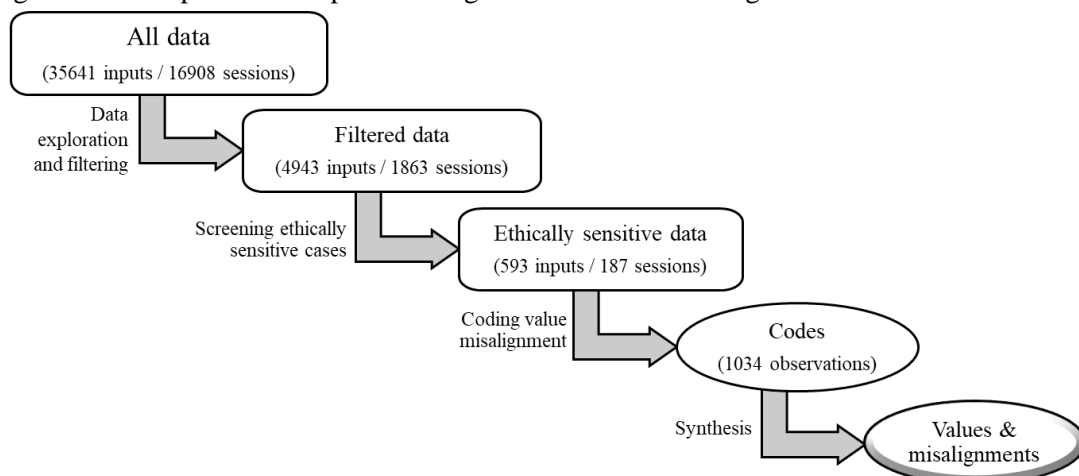 All data
(35641 inputs / 16908 sessions)
Data
exploration
and filtering
Filtered data
(4943 inputs / 1863 sessions)
Screening ethically
sensitive cases
Ethically sensitive data
(593 inputs / 187 sessions)
Coding value
misalignment
Codes
(1034 observations)
Synthesis
Values &
misalignments